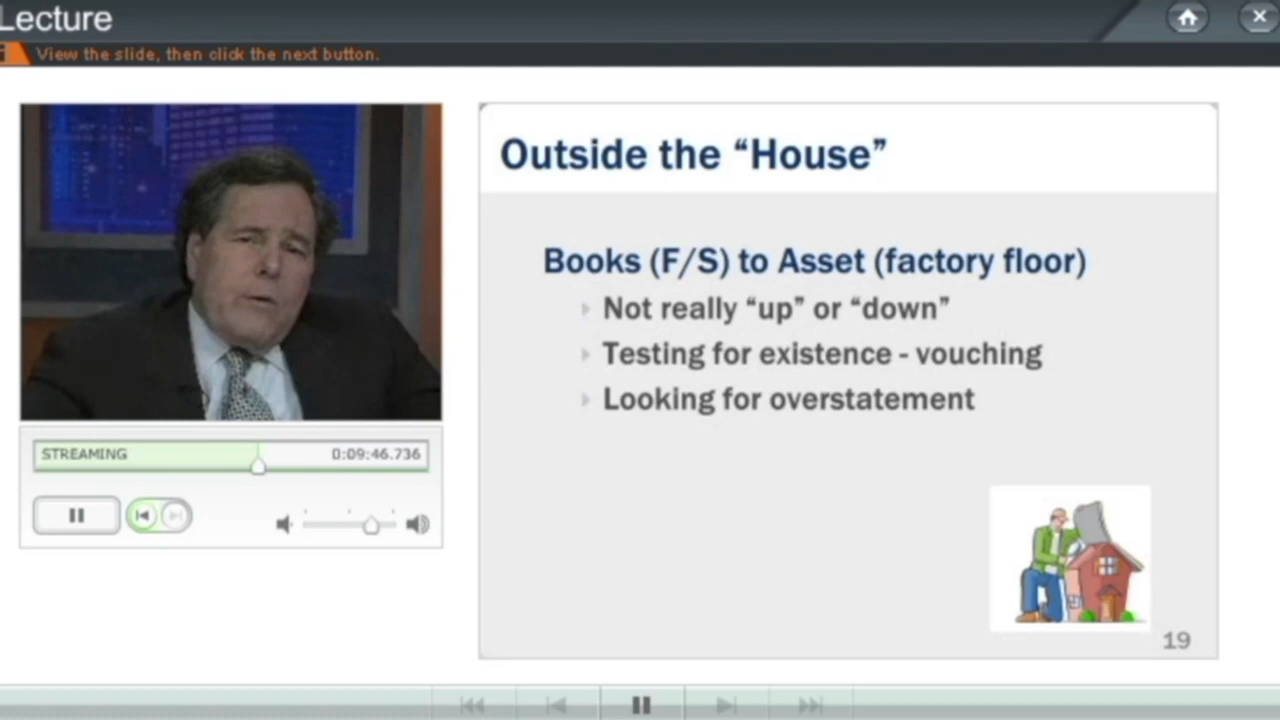 Lecture
View the slide, then click the next button.
Outside the “House”
Books (F/S) to Asset (factory floor)
Not really “up” or “down”
Testing for existence - vouching
Looking for overstatement
STREAMING 0:09:46.736
19